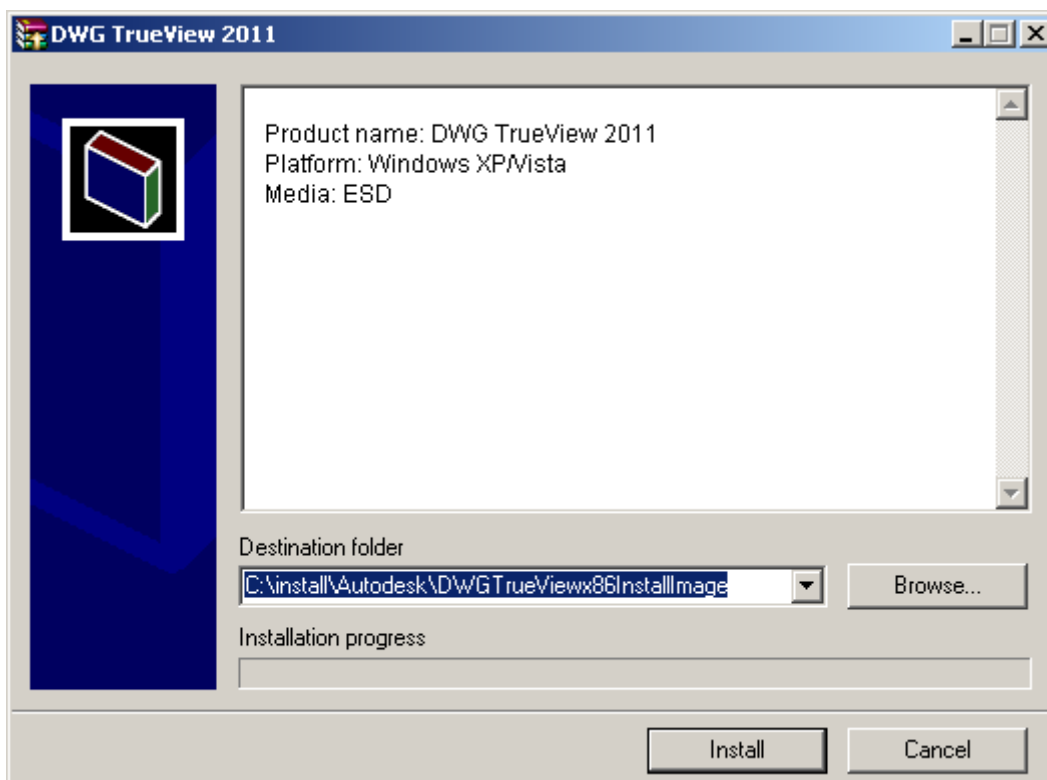 DWG TrueView 2011
Product name: DWG TrueView 2011
Platform: Windows XP/Vista
Media: ESD
Destination folder
C:\install\Autodesk\DWGTrueViewx86InstallImage
Browse...
Installation progress
Install
Cancel